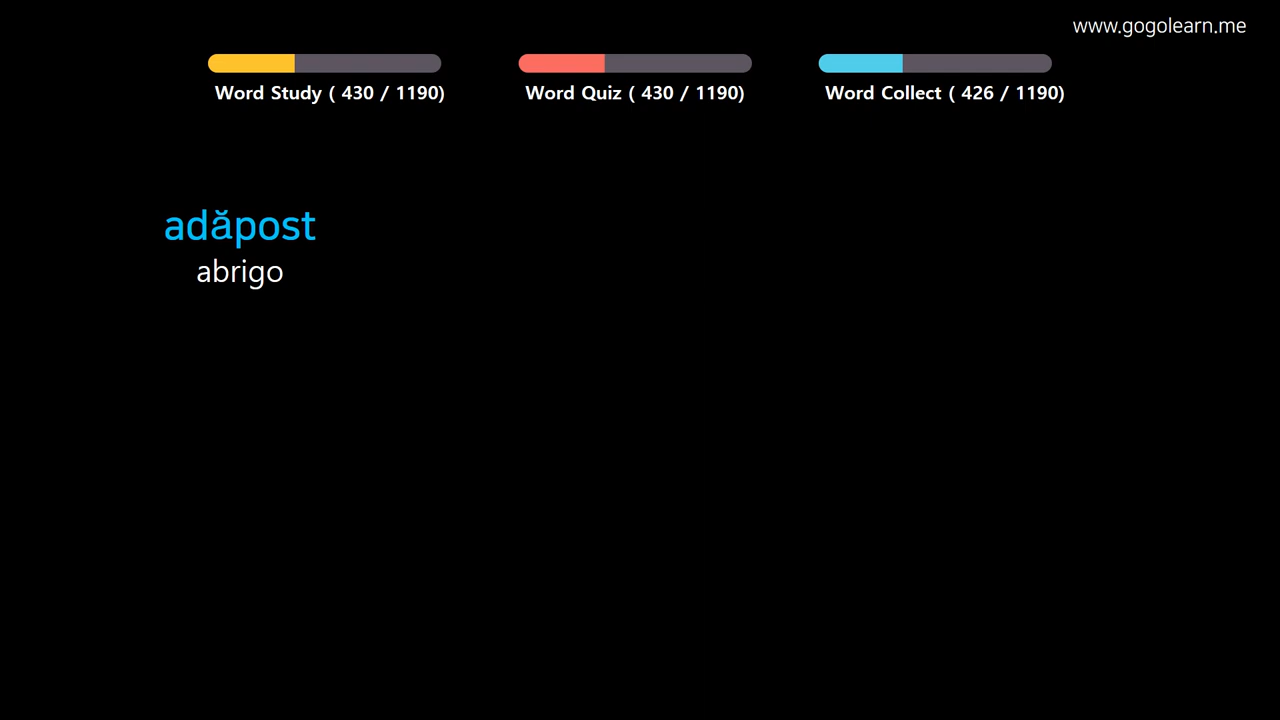 www.gogolearn.me
Word Study ( 430 / 1190)
Word Quiz ( 430 / 1190)
Word Collect ( 426 / 1190)
adăpost
abrigo